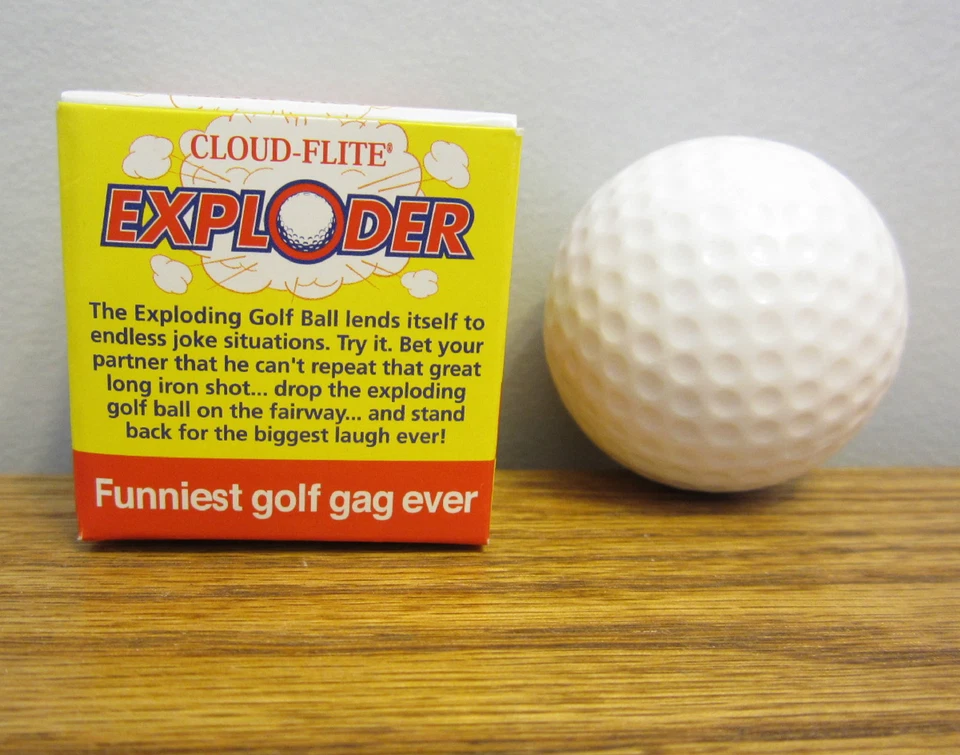 CLOUD-FLITE®
EXPLODER
The Exploding Golf Ball lends itself to
endless joke situations. Try it. Bet your
partner that he can't repeat that great
long iron shot... drop the exploding
golf ball on the fairway... and stand
back for the biggest laugh ever!
Funniest golf gag ever